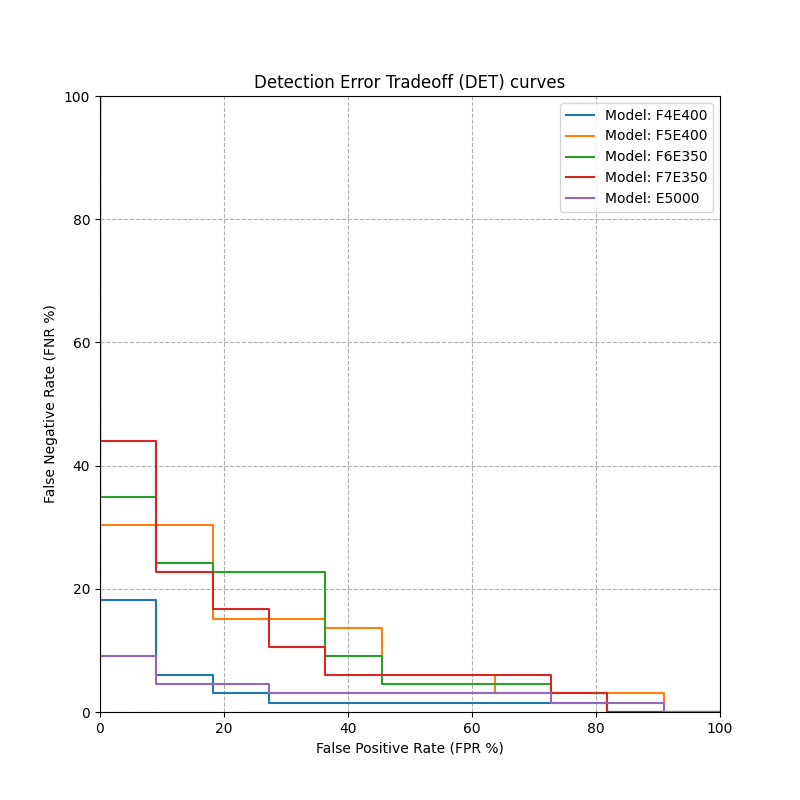 Detection Error Tradeoff (DET) curves
Model: F4E400
Model: F5E400
Model: F6E350
Model: F7E350
Model: E5000
100
80
60
40
20
0
False Negative Rate (FNR %)
0 20 40 60 80 100
False Positive Rate (FPR %)